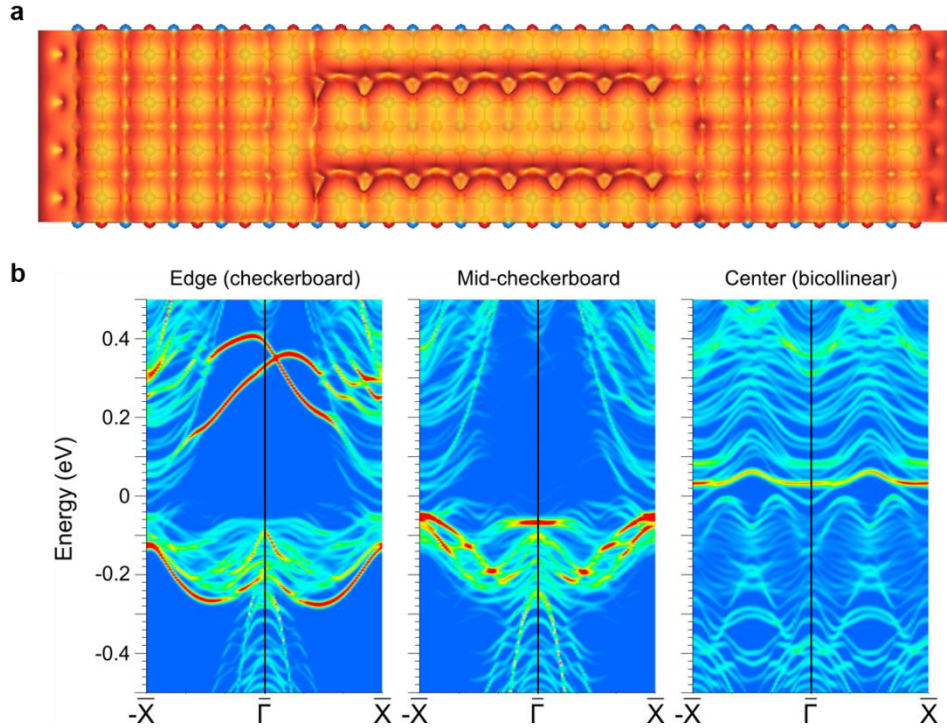 a
b
Edge (checkerboard)
Mid-checkerboard
Center (bicollinear)
Energy (eV)
0.4
0.2
0
-0.2
-0.4
-X̅ Γ̅ X̅
-X̅ Γ̅ X̅
-X̅ Γ̅ X̅